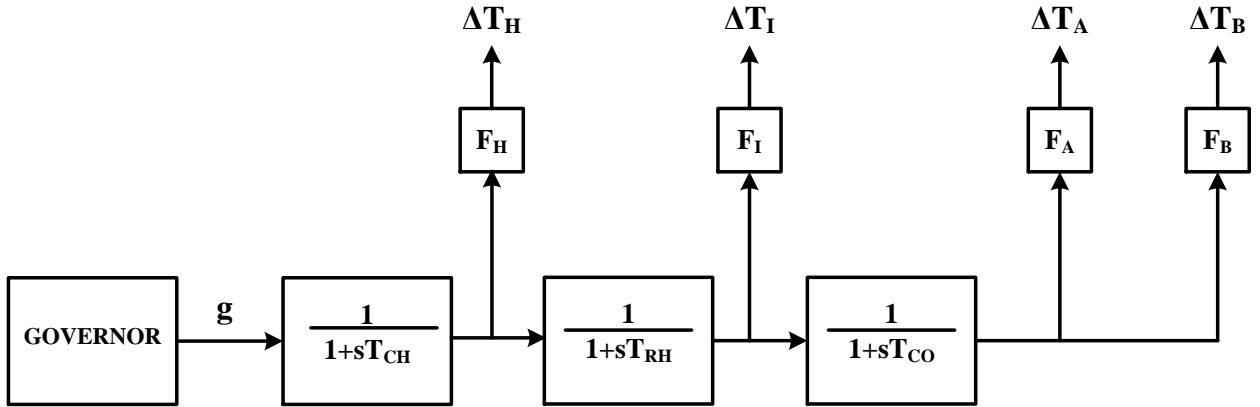 ΔT_H ΔT_I ΔT_A ΔT_B
F_H F_I F_A F_B
GOVERNOR
g
1
1+sT_CH
1
1+sT_RH
1
1+sT_CO